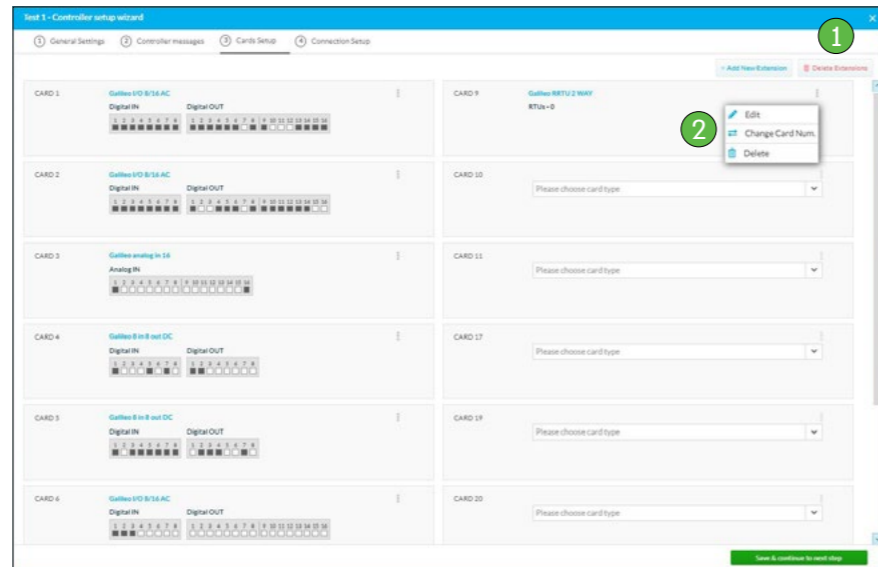 Test 1 - Controller setup wizard
1 General Settings 2 Controller messages 3 Cards Setup 4 Connection Setup
1
+ Add New Extension Delete Extensions
CARD 1 Galileo I/O 8/16 AC
Digital IN Digital OUT
1 2 3 4 5 6 7 8 1 2 3 4 5 6 7 8 9 10 11 12 13 14 15 16
CARD 9 Galileo RRTU 2 WAY
RTUs - 0
2
Edit
Change Card Num.
Delete
CARD 2 Galileo I/O 8/16 AC
Digital IN Digital OUT
1 2 3 4 5 6 7 8 1 2 3 4 5 6 7 8 9 10 11 12 13 14 15 16
CARD 10
Please choose card type
CARD 3 Galileo analog in 16
Analog IN
1 2 3 4 5 6 7 8 9 10 11 12 13 14 15 16
CARD 11
Please choose card type
CARD 4 Galileo 8 in 8 out DC
Digital IN Digital OUT
1 2 3 4 5 6 7 8 1 2 3 4 5 6 7 8
CARD 17
Please choose card type
CARD 5 Galileo 8 in 8 out DC
Digital IN Digital OUT
1 2 3 4 5 6 7 8 1 2 3 4 5 6 7 8
CARD 19
Please choose card type
CARD 6 Galileo I/O 8/16 AC
Digital IN Digital OUT
1 2 3 4 5 6 7 8 1 2 3 4 5 6 7 8 9 10 11 12 13 14 15 16
CARD 20
Please choose card type
Save & continue to next step